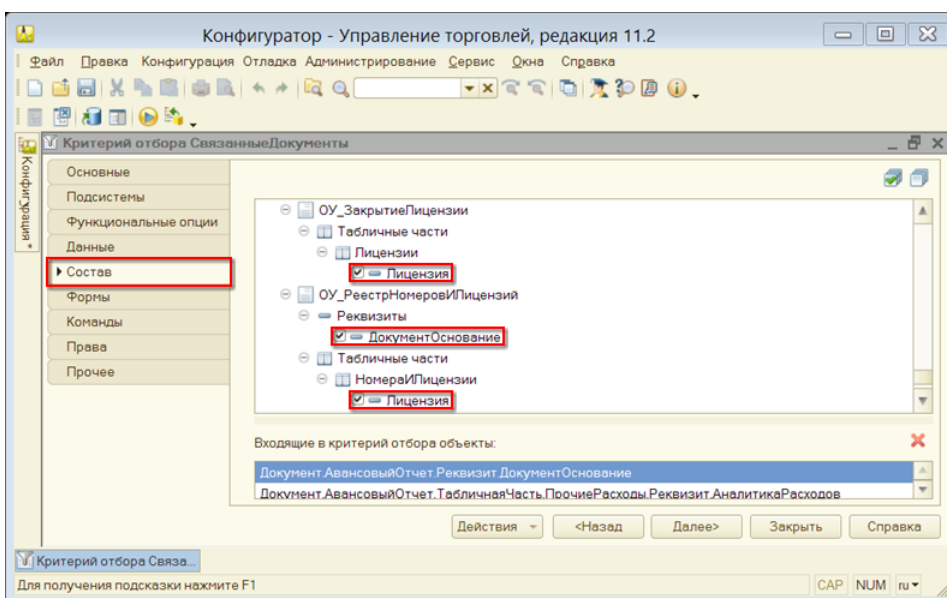 Конфигуратор - Управление торговлей, редакция 11.2
Файл Правка Конфигурация Отладка Администрирование Сервис Окна Справка
Критерий отбора СвязанныеДокументы
Конфигурация *
Основные
Подсистемы
Функциональные опции
Данные
Состав
Формы
Команды
Права
Прочее
ОУ_ЗакрытиеЛицензии
Табличные части
Лицензии
Лицензия
ОУ_РеестрНомеровИЛицензий
Реквизиты
ДокументОснование
Табличные части
НомераИЛицензии
Лицензия
Входящие в критерий отбора объекты:
Документ.АвансовыйОтчет.Реквизит.ДокументОснование
Документ.АвансовыйОтчет.ТабличнаяЧасть.ПрочиеРасходы.Реквизит.АналитикаРасходов
Действия <Назад Далее> Закрыть Справка
Критерий отбора Связа...
Для получения подсказки нажмите F1 CAP NUM ru